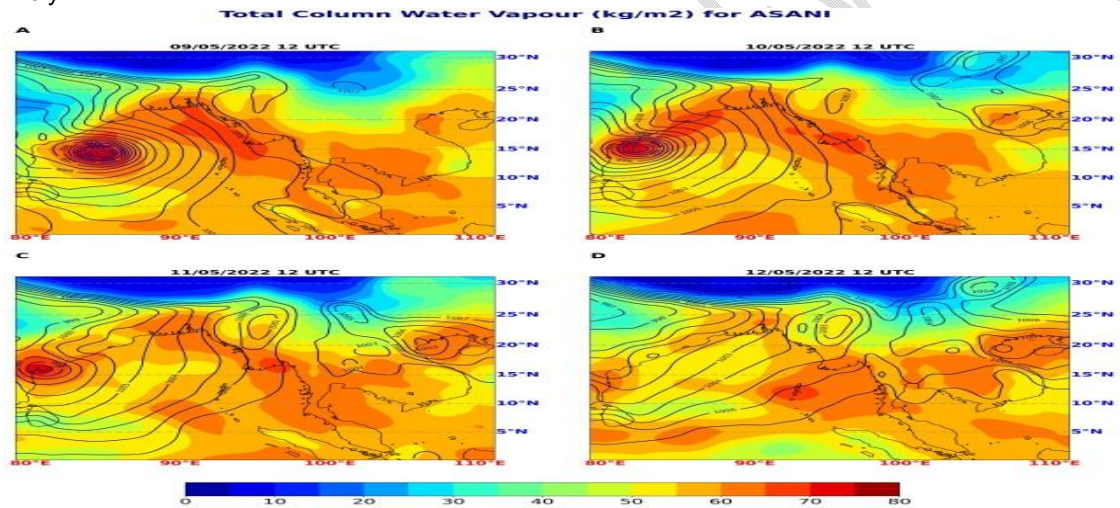 Total Column Water Vapour (kg/m2) for ASANI
A
09/05/2022 12 UTC
30°N
25°N
20°N
15°N
10°N
5°N
80°E 90°E 100°E 110°E
B
10/05/2022 12 UTC
30°N
25°N
20°N
15°N
10°N
5°N
80°E 90°E 100°E 110°E
C
11/05/2022 12 UTC
30°N
25°N
20°N
15°N
10°N
5°N
80°E 90°E 100°E 110°E
D
12/05/2022 12 UTC
30°N
25°N
20°N
15°N
10°N
5°N
80°E 90°E 100°E 110°E
0 10 20 30 40 50 60 70 80